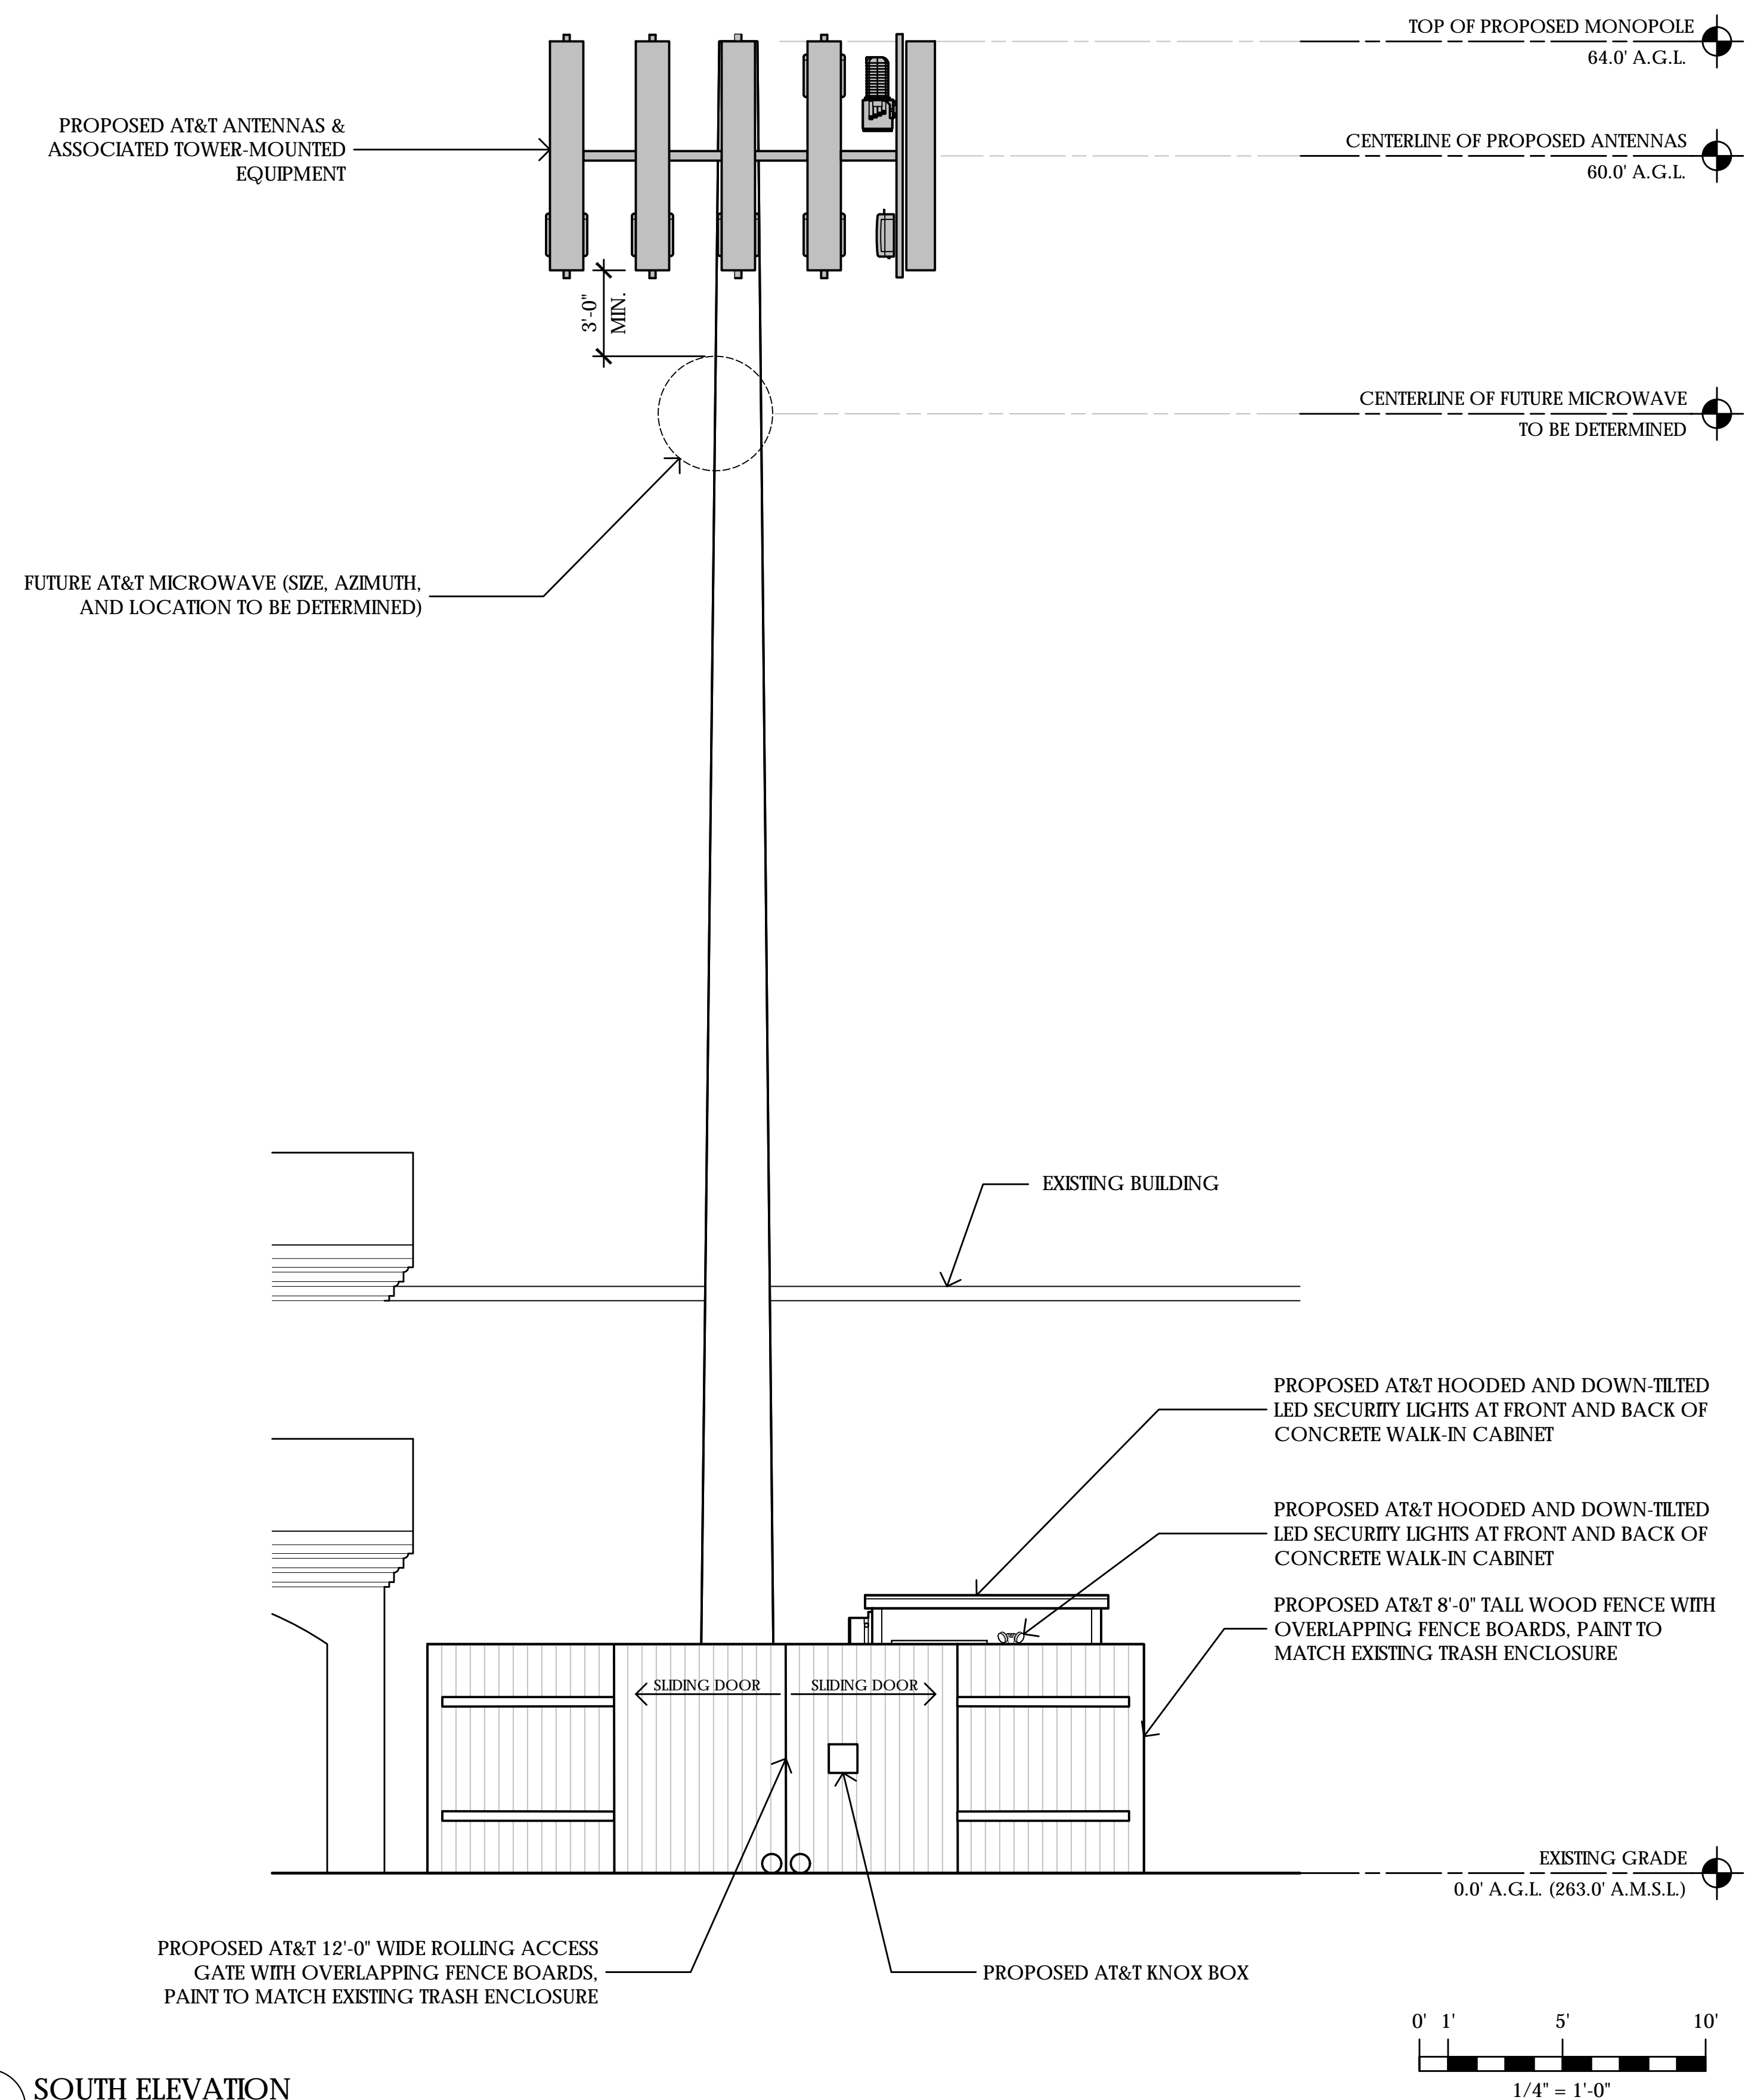 TOP OF PROPOSED MONOPOLE
64.0' A.G.L.
PROPOSED AT&T ANTENNAS &
ASSOCIATED TOWER-MOUNTED
EQUIPMENT
CENTERLINE OF PROPOSED ANTENNAS
60.0' A.G.L.
3'-0"
MIN.
CENTERLINE OF FUTURE MICROWAVE
TO BE DETERMINED
FUTURE AT&T MICROWAVE (SIZE, AZIMUTH,
AND LOCATION TO BE DETERMINED)
EXISTING BUILDING
PROPOSED AT&T HOODED AND DOWN-TILTED
LED SECURITY LIGHTS AT FRONT AND BACK OF
CONCRETE WALK-IN CABINET
PROPOSED AT&T HOODED AND DOWN-TILTED
LED SECURITY LIGHTS AT FRONT AND BACK OF
CONCRETE WALK-IN CABINET
PROPOSED AT&T 8'-0" TALL WOOD FENCE WITH
OVERLAPPING FENCE BOARDS, PAINT TO
MATCH EXISTING TRASH ENCLOSURE
SLIDING DOOR
SLIDING DOOR
EXISTING GRADE
0.0' A.G.L. (263.0' A.M.S.L.)
PROPOSED AT&T 12'-0" WIDE ROLLING ACCESS
GATE WITH OVERLAPPING FENCE BOARDS,
PAINT TO MATCH EXISTING TRASH ENCLOSURE
PROPOSED AT&T KNOX BOX
0' 1' 5' 10'
1/4" = 1'-0"
SOUTH ELEVATION